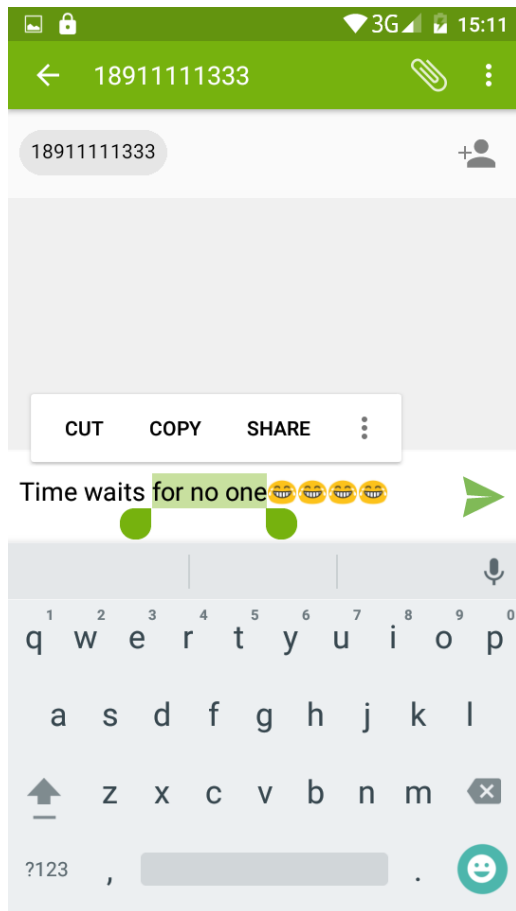 3G 15:11
18911111333
18911111333
CUT COPY SHARE
Time waits for no one😂😂😂😂
1 2 3 4 5 6 7 8 9 0
q w e r t y u i o p
a s d f g h j k l
z x c v b n m
?123 , .